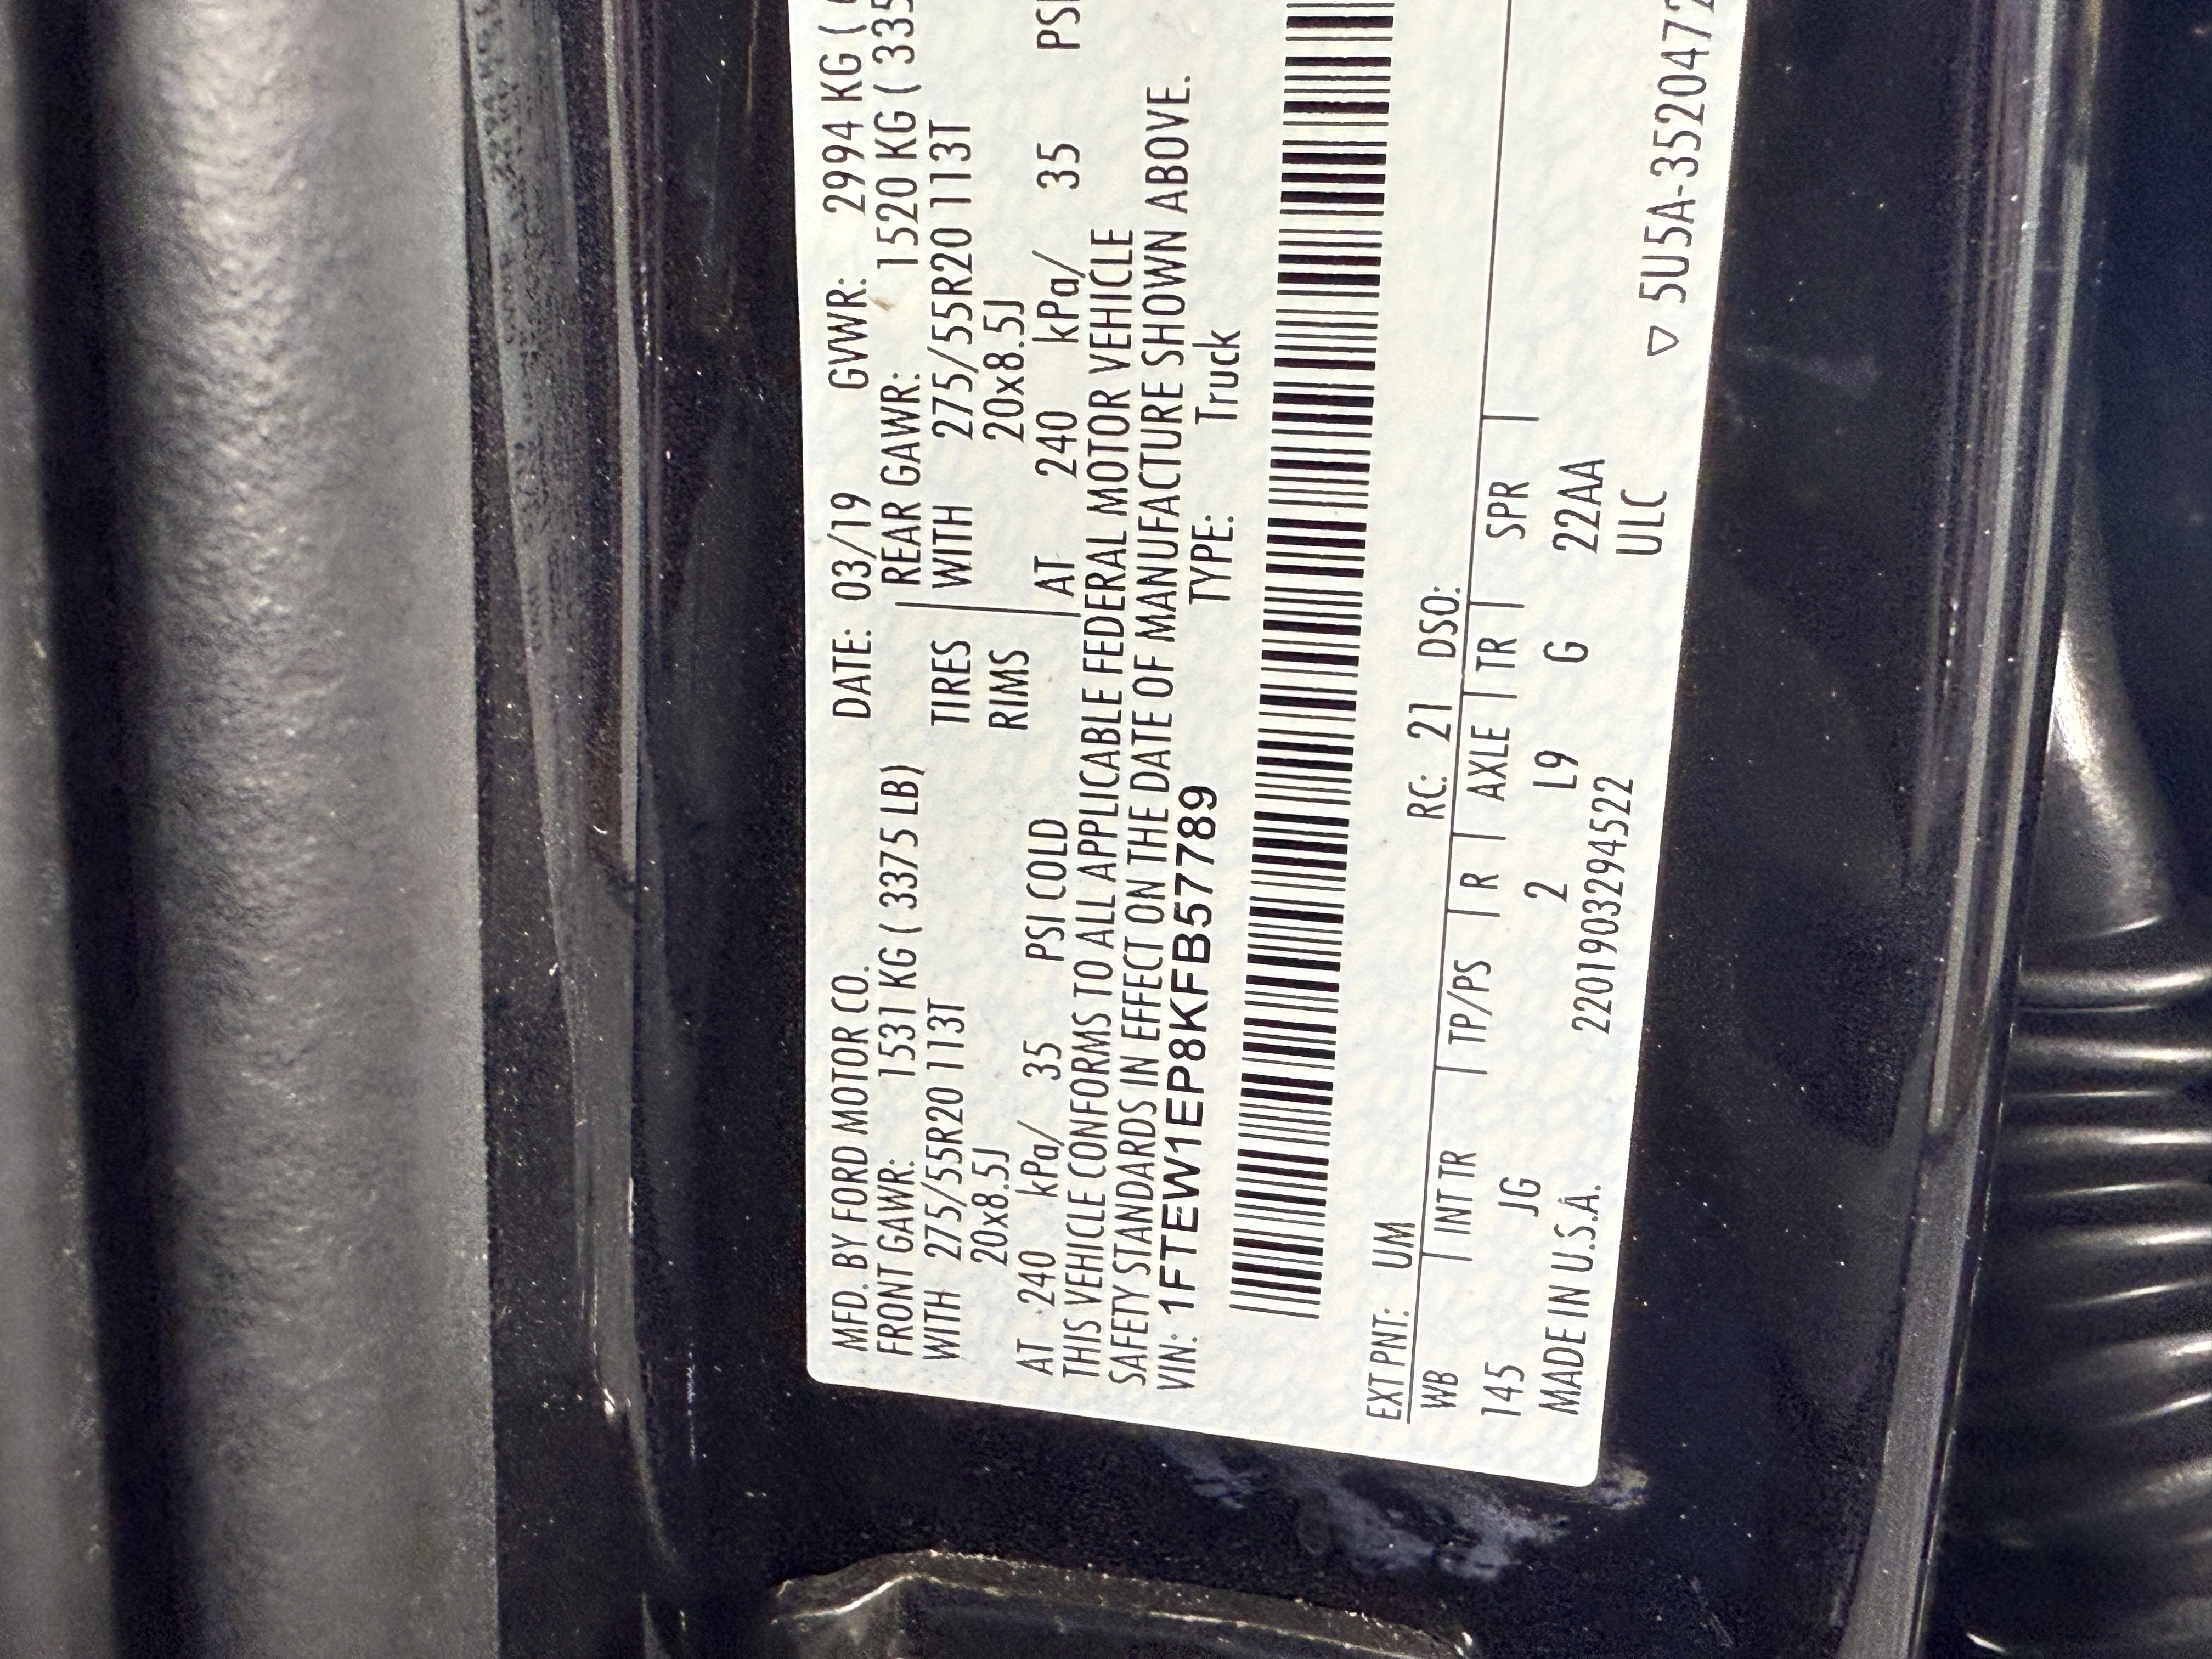 MFD. BY FORD MOTOR CO. DATE: 03/19 GVWR: 2994 KG (
FRONT GAWR: 1531 KG ( 3375 LB) REAR GAWR: 1520 KG ( 335
WITH 275/55R20 113T TIRES WITH 275/55R20 113T
20x8.5J RIMS 20x8.5J
AT 240 kPa/ 35 PSI COLD AT 240 kPa/ 35 PSI
THIS VEHICLE CONFORMS TO ALL APPLICABLE FEDERAL MOTOR VEHICLE
SAFETY STANDARDS IN EFFECT ON THE DATE OF MANUFACTURE SHOWN ABOVE.
VIN: 1FTEW1EP8KFB57789 TYPE: Truck
EXT PNT: UM RC: 21 DSO:
WB | INT TR | TP/PS | R | AXLE | TR | SPR |
145 JG 2 L9 G 22AA
MADE IN U.S.A. 2201903294522 ULC
▽ 5U5A-3520472